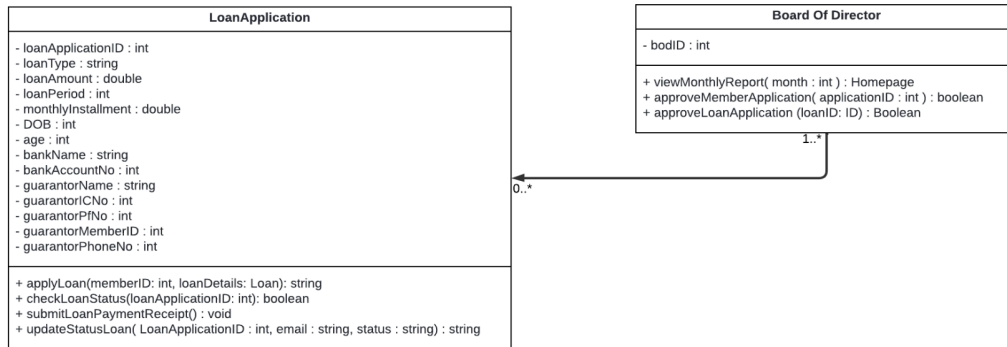 LoanApplication
- loanApplicationID : int
- loanType : string
- loanAmount : double
- loanPeriod : int
- monthlyInstallment : double
- DOB : int
- age : int
- bankName : string
- bankAccountNo : int
- guarantorName : string
- guarantorICNo : int
- guarantorPfNo : int
- guarantorMemberID : int
- guarantorPhoneNo : int
+ applyLoan(memberID: int, loanDetails: Loan): string
+ checkLoanStatus(loanApplicationID: int): boolean
+ submitLoanPaymentReceipt() : void
+ updateStatusLoan( LoanApplicationID : int, email : string, status : string) : string
Board Of Director
- bodID : int
+ viewMonthlyReport( month : int ) : Homepage
+ approveMemberApplication( applicationID : int ) : boolean
+ approveLoanApplication (loanID: ID) : Boolean
1..*
0..*